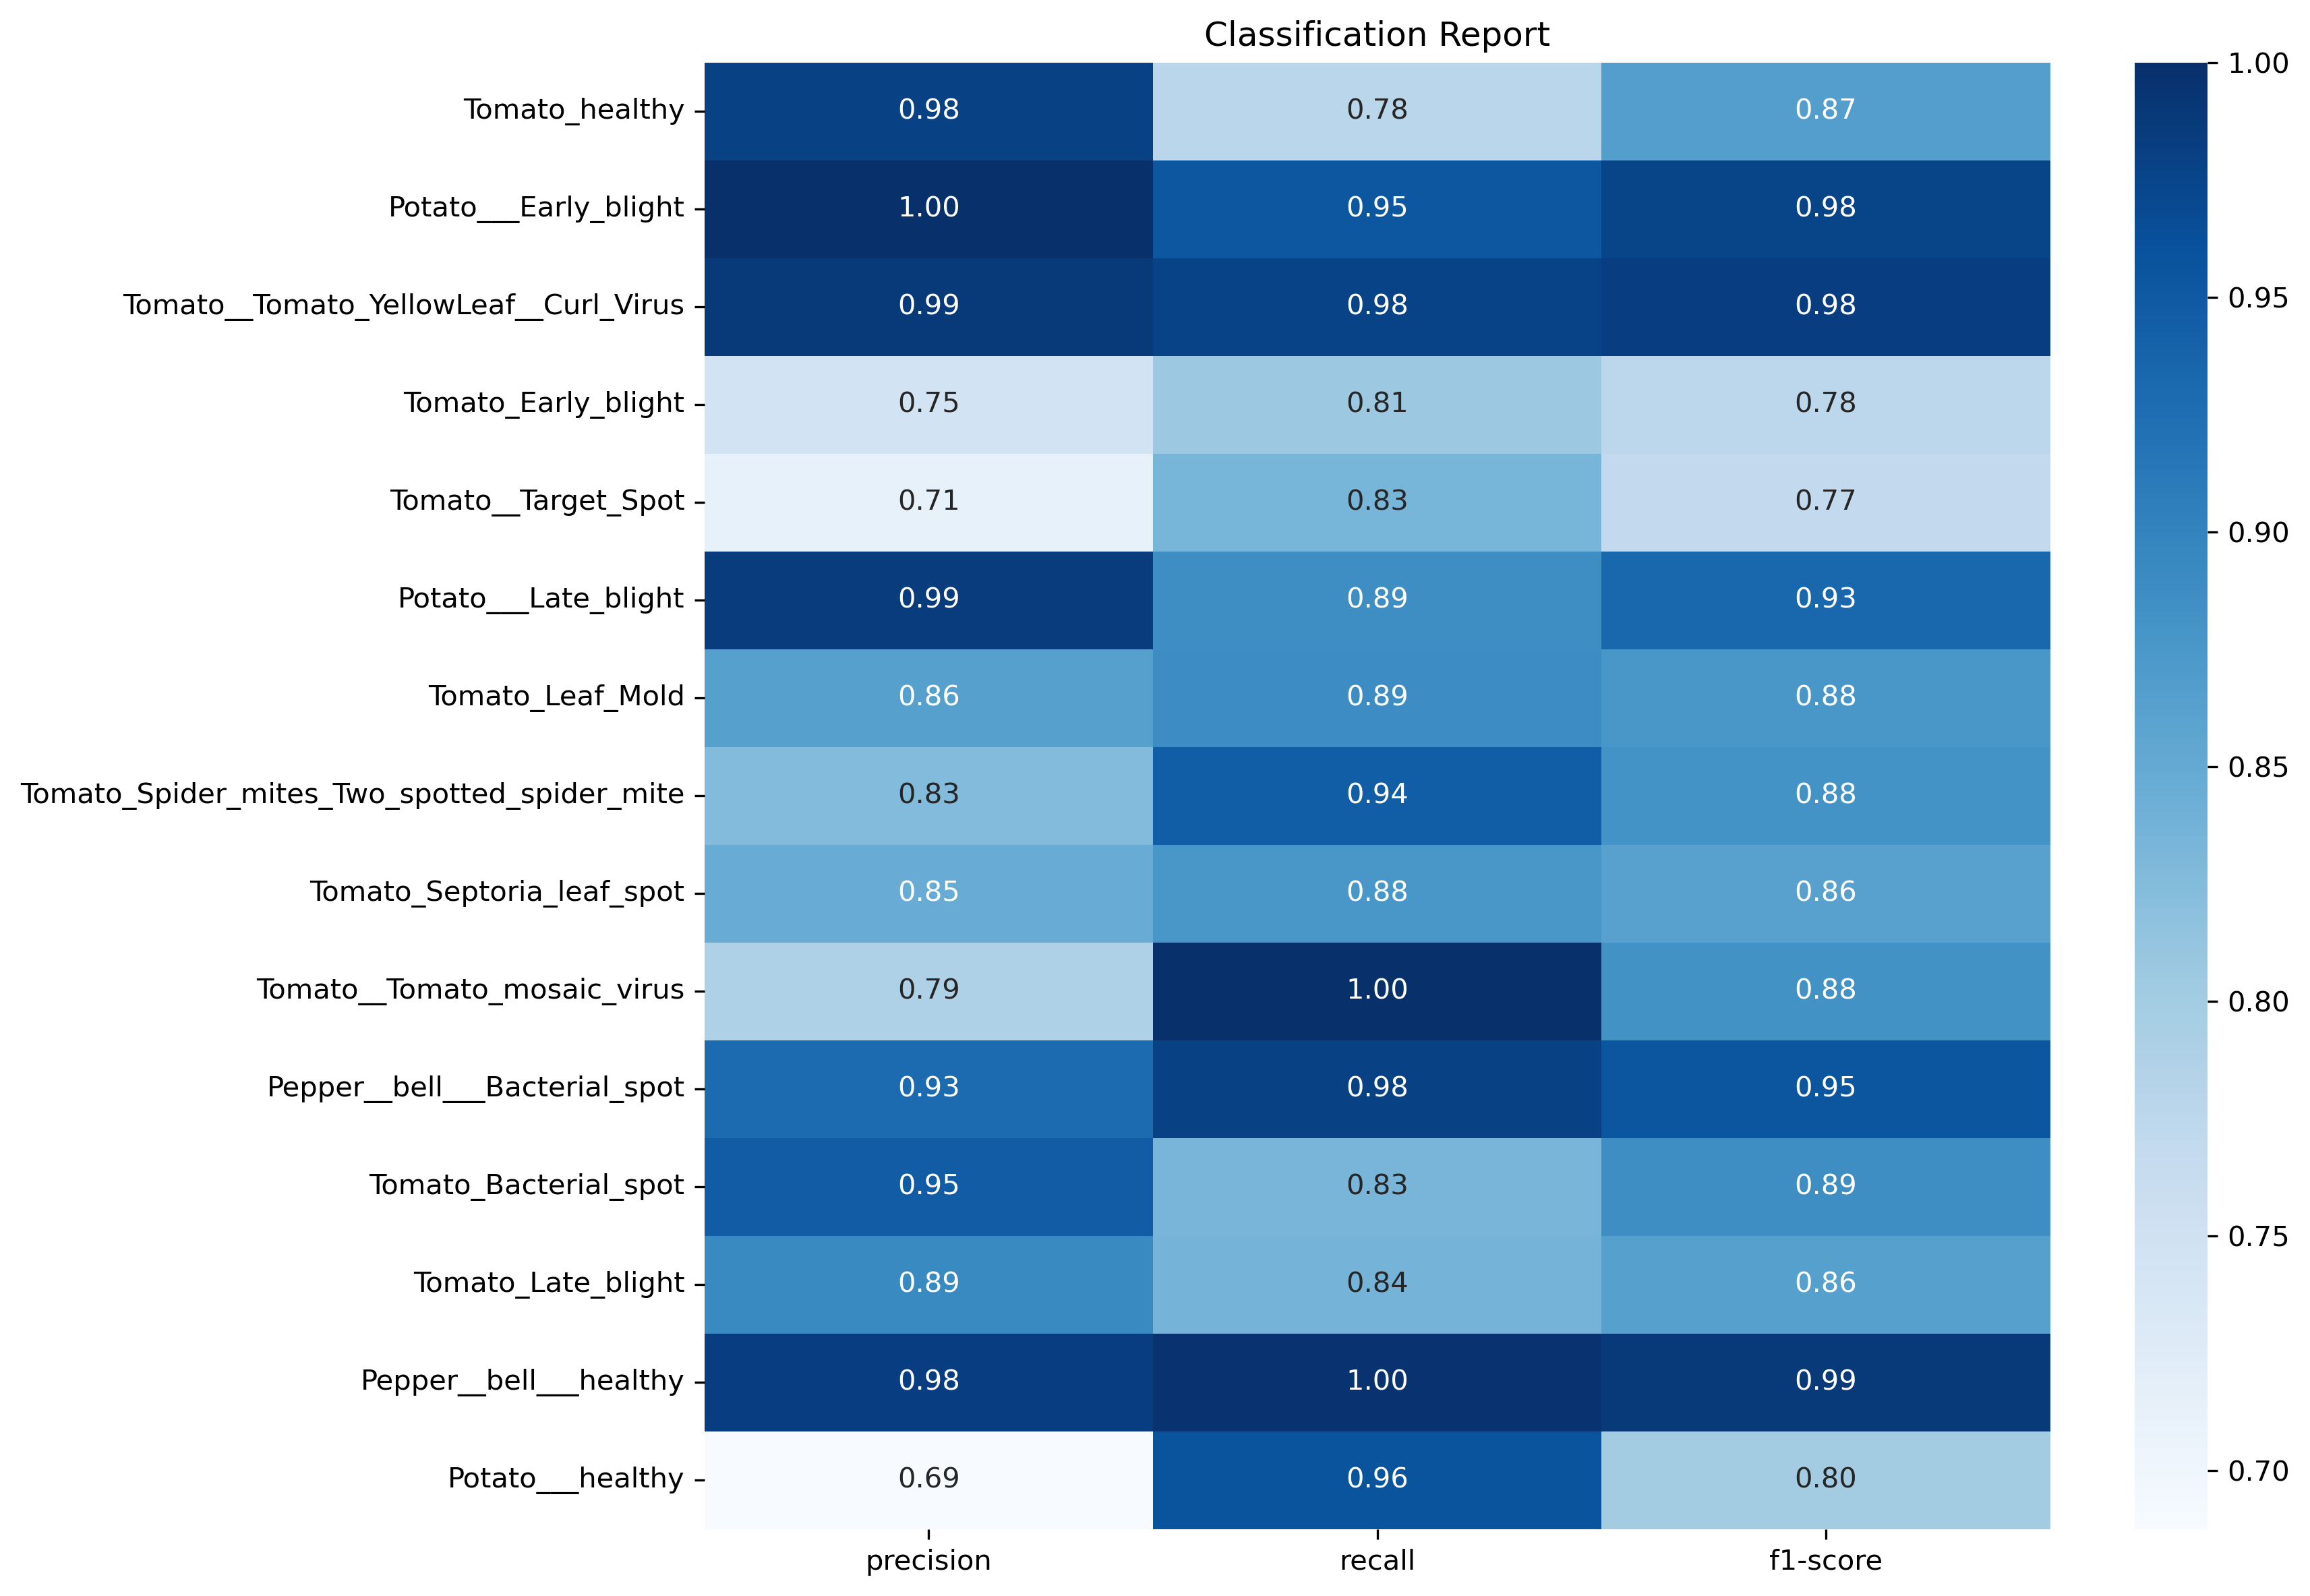 Classification Report
Tomato_healthy 0.98 0.78 0.87
Potato___Early_blight 1.00 0.95 0.98
Tomato__Tomato_YellowLeaf__Curl_Virus 0.99 0.98 0.98
Tomato_Early_blight 0.75 0.81 0.78
Tomato__Target_Spot 0.71 0.83 0.77
Potato___Late_blight 0.99 0.89 0.93
Tomato_Leaf_Mold 0.86 0.89 0.88
Tomato_Spider_mites_Two_spotted_spider_mite 0.83 0.94 0.88
Tomato_Septoria_leaf_spot 0.85 0.88 0.86
Tomato__Tomato_mosaic_virus 0.79 1.00 0.88
Pepper__bell___Bacterial_spot 0.93 0.98 0.95
Tomato_Bacterial_spot 0.95 0.83 0.89
Tomato_Late_blight 0.89 0.84 0.86
Pepper__bell___healthy 0.98 1.00 0.99
Potato___healthy 0.69 0.96 0.80
precision recall f1-score
1.00
0.95
0.90
0.85
0.80
0.75
0.70